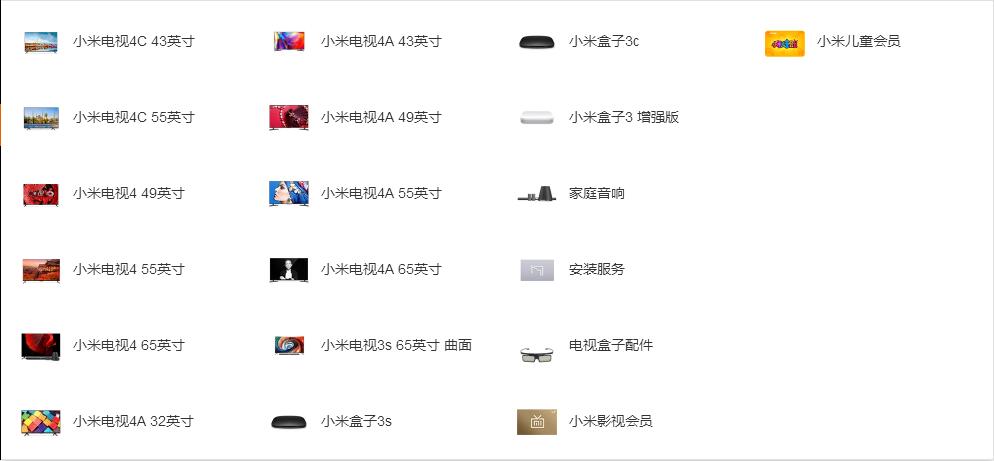 小米电视4C 43英寸
小米电视4C 55英寸
小米电视4 49英寸
小米电视4 55英寸
小米电视4 65英寸
小米电视4A 32英寸
小米电视4A 43英寸
小米电视4A 49英寸
小米电视4A 55英寸
小米电视4A 65英寸
小米电视3s 65英寸 曲面
小米盒子3s
小米盒子3c
小米盒子3 增强版
家庭音响
安装服务
电视盒子配件
小米影视会员
小米儿童会员